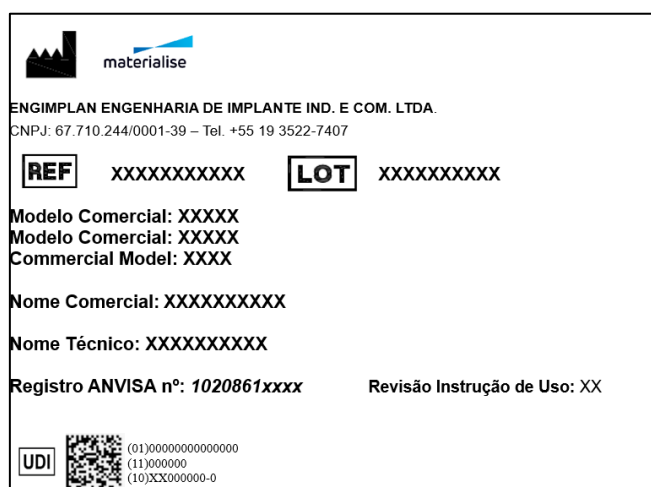 materialise
ENGIMPLAN ENGENHARIA DE IMPLANTE IND. E COM. LTDA.
CNPJ: 67.710.244/0001-39 – Tel. +55 19 3522-7407
REF XXXXXXXXXXX LOT XXXXXXXXXX
Modelo Comercial: XXXXX
Modelo Comercial: XXXXX
Commercial Model: XXXX
Nome Comercial: XXXXXXXXXX
Nome Técnico: XXXXXXXXXX
Registro ANVISA nº: 1020861xxxx Revisão Instrução de Uso: XX
UDI (01)00000000000000
(11)000000
(10)XX000000-0